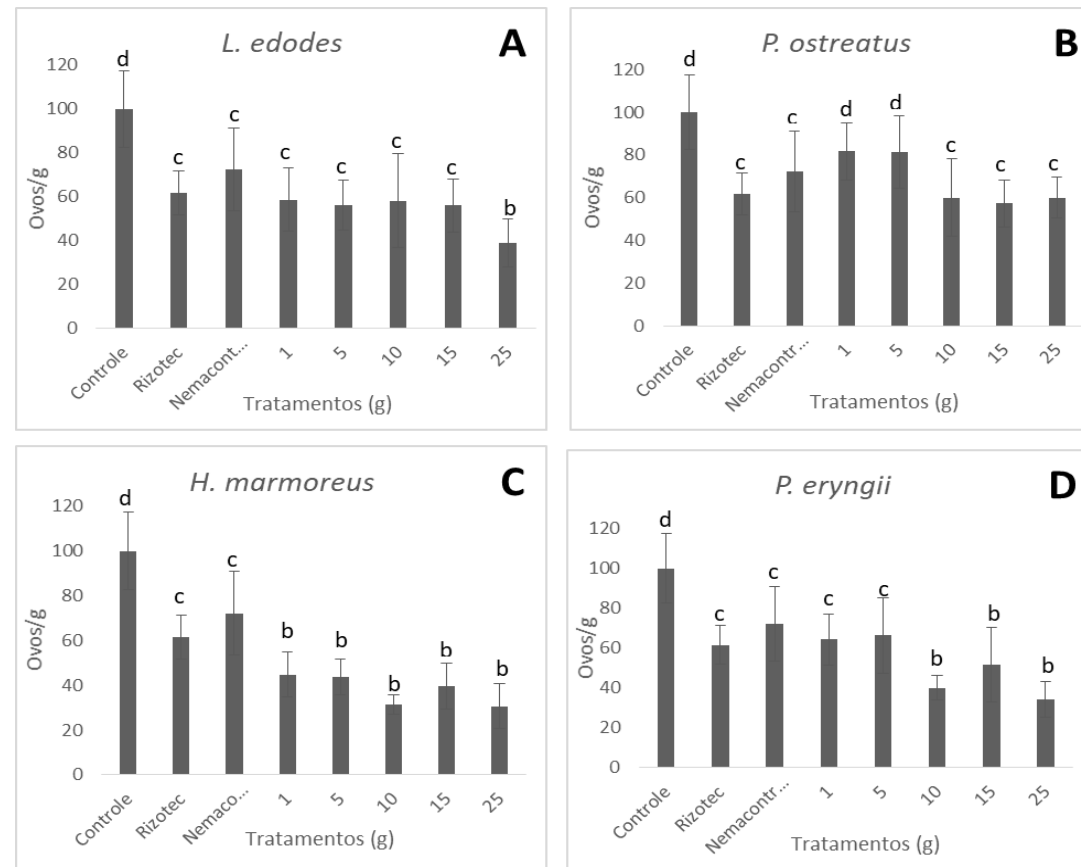 L. edodes
A
d
c
c
c
c
c
c
b
Ovos/g
120
100
80
60
40
20
0
Controle
Rizotec
Nemacont...
1
5
10
15
25
Tratamentos (g)
P. ostreatus
B
d
c
c
d
d
c
c
c
Ovos/g
120
100
80
60
40
20
0
Controle
Rizotec
Nemacontr...
1
5
10
15
25
Tratamentos (g)
H. marmoreus
C
d
c
c
b
b
b
b
b
Ovos/g
120
100
80
60
40
20
0
Controle
Rizotec
Nemaco...
1
5
10
15
25
Tratamentos (g)
P. eryngii
D
d
c
c
c
c
b
b
b
Ovos/g
120
100
80
60
40
20
0
Controle
Rizotec
Nemacontr...
1
5
10
15
25
Tratamentos (g)